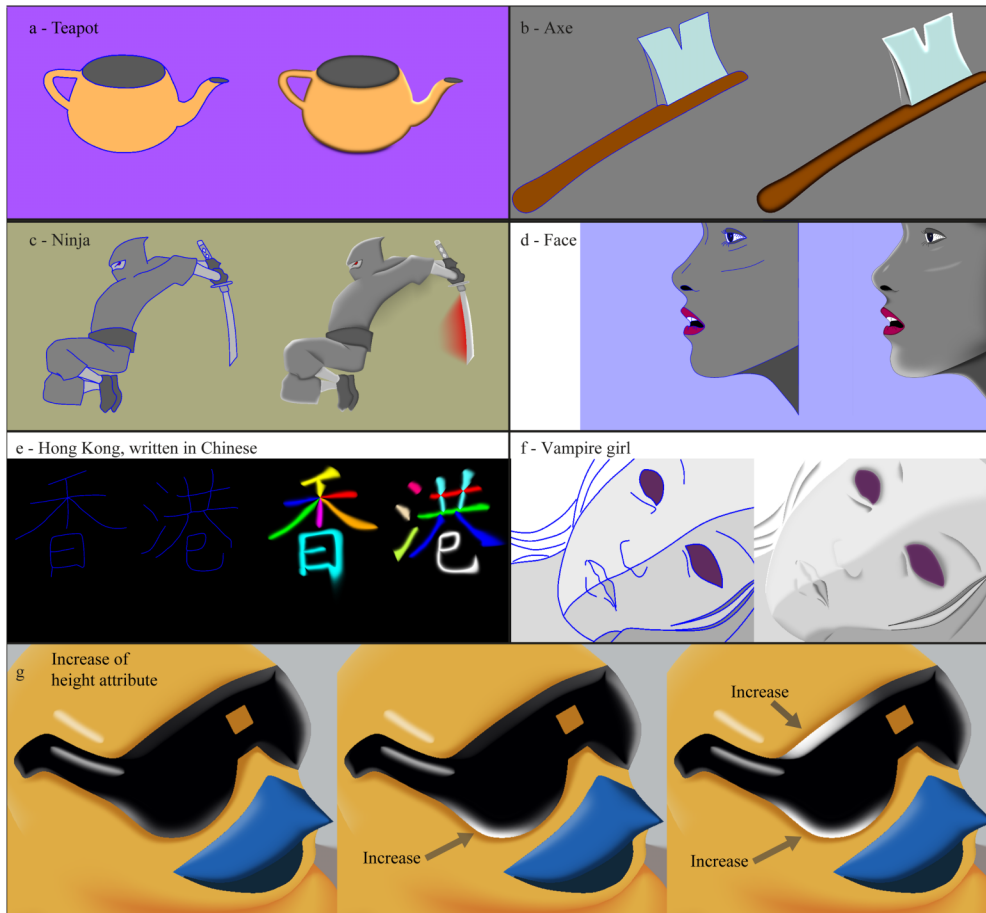 a - Teapot
b - Axe
c - Ninja
d - Face
e - Hong Kong, written in Chinese
香港 香港
f - Vampire girl
g
Increase of
height attribute
Increase
Increase
Increase